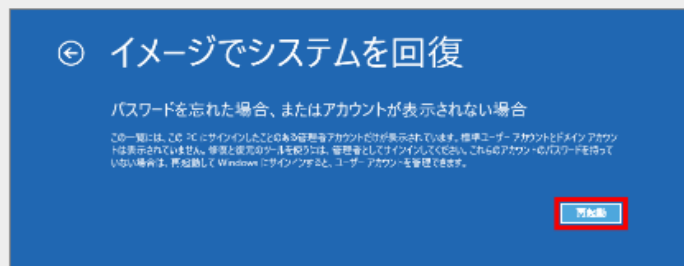 イメージでシステムを回復
パスワードを忘れた場合、またはアカウントが表示されない場合
この一覧には、この PC にサインインしたことのある管理者アカウントだけが表示されています。標準ユーザー アカウントとドメイン アカウン
トは表示されていません。修復と復元のツールを使うには、管理者としてサインインしてください。これらのアカウントのパスワードを持って
いない場合は、再起動して Windows にサインインすると、ユーザー アカウントを管理できます。
再起動